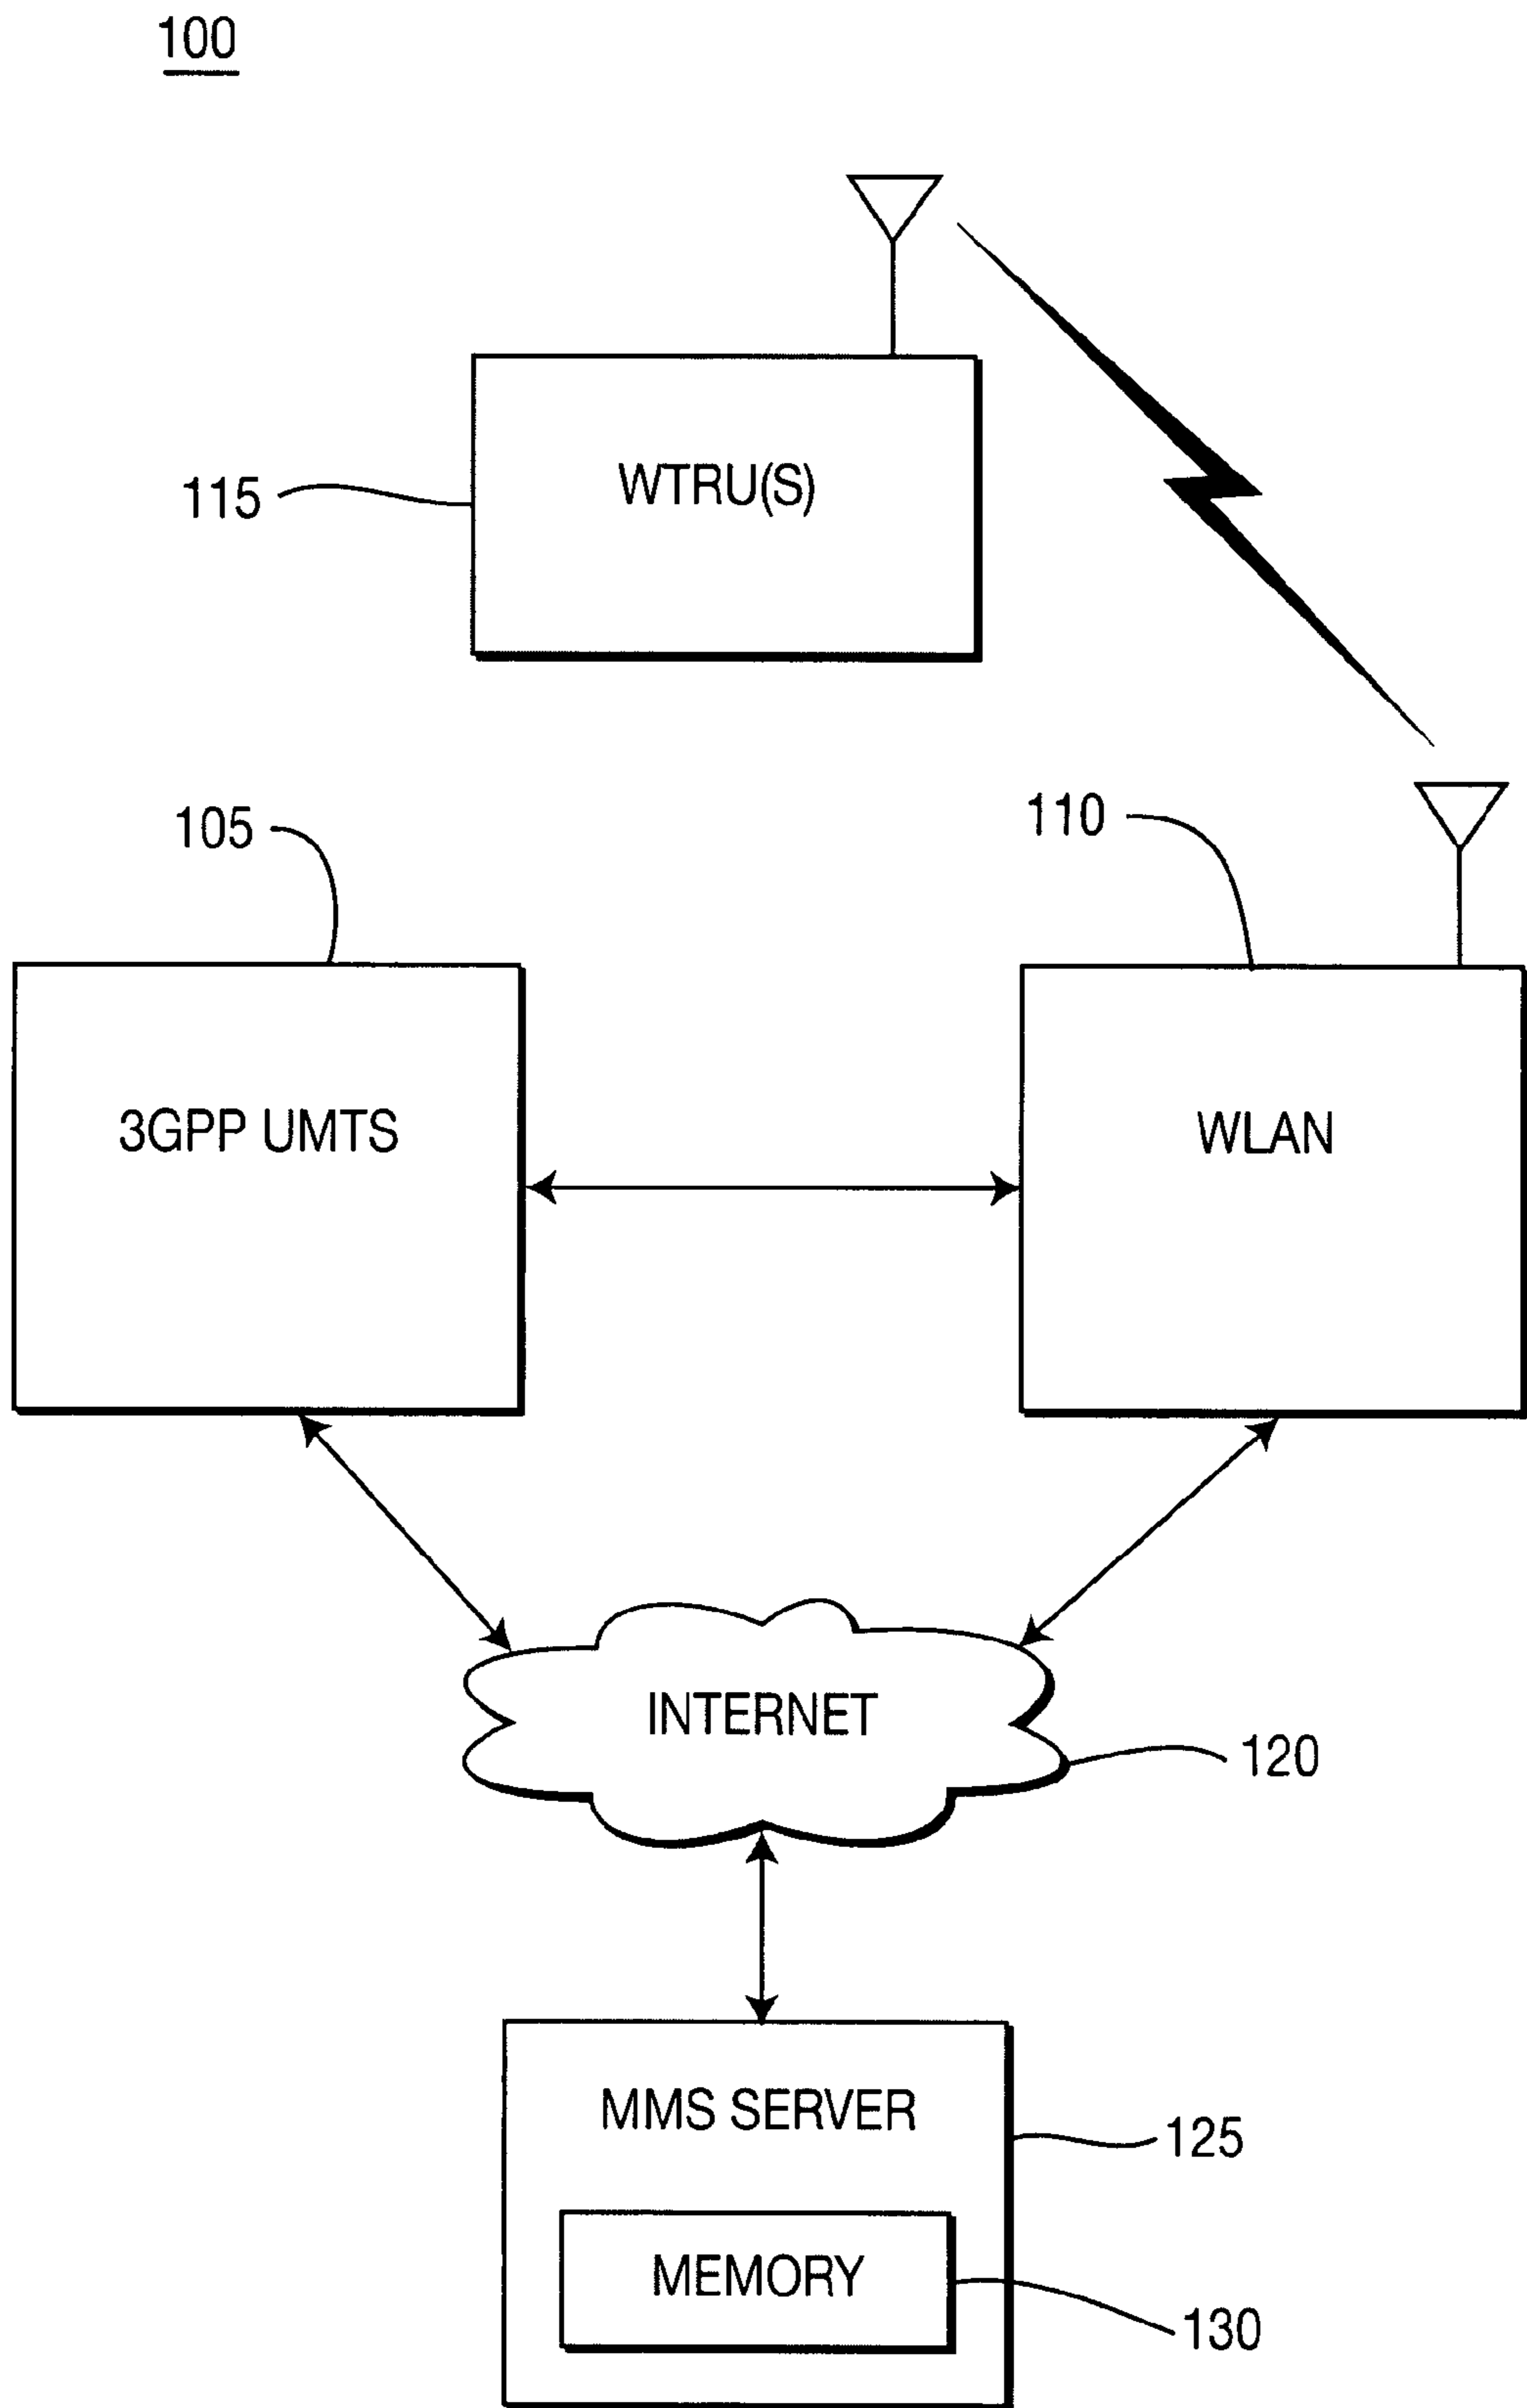 100
WTRU(S)
115
105
110
3GPP UMTS
WLAN
INTERNET
120
MMS SERVER
125
MEMORY
130